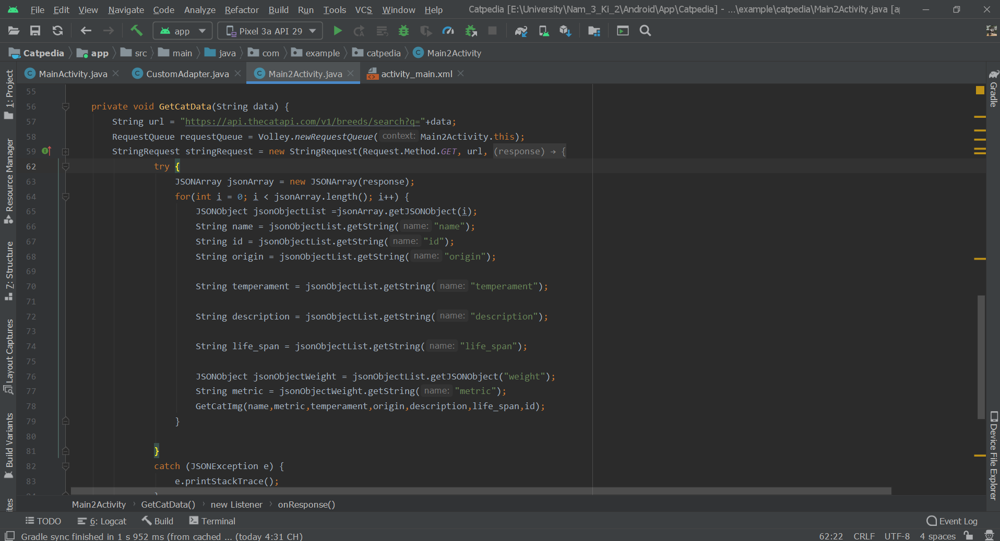 File Edit View Navigate Code Analyze Refactor Build Run Tools VCS Window Help Catpedia [E:\University\Nam_3_Ki_2\Android\App\Catpedia] - ...\example\catpedia\Main2Activity.java [a
app Pixel 3a API 29
Catpedia app src main java com example catpedia Main2Activity
MainActivity.java CustomAdapter.java Main2Activity.java activity_main.xml
1: Project
Resource Manager
Z: Structure
Layout Captures
Build Variants
ites
55
56 private void GetCatData(String data) {
57 String url = "https://api.thecatapi.com/v1/breeds/search?q="+data;
58 RequestQueue requestQueue = Volley.newRequestQueue( context: Main2Activity.this);
59 StringRequest stringRequest = new StringRequest(Request.Method.GET, url, (response) → {
62 try {
63 JSONArray jsonArray = new JSONArray(response);
64 for(int i = 0; i < jsonArray.length(); i++) {
65 JSONObject jsonObjectList =jsonArray.getJSONObject(i);
66 String name = jsonObjectList.getString( name: "name");
67 String id = jsonObjectList.getString( name: "id");
68 String origin = jsonObjectList.getString( name: "origin");
69
70 String temperament = jsonObjectList.getString( name: "temperament");
71
72 String description = jsonObjectList.getString( name: "description");
73
74 String life_span = jsonObjectList.getString( name: "life_span");
75
76 JSONObject jsonObjectWeight = jsonObjectList.getJSONObject("weight");
77 String metric = jsonObjectWeight.getString( name: "metric");
78 GetCatImg(name,metric,temperament,origin,description,life_span,id);
79 }
80
81 }
82 catch (JSONException e) {
83 e.printStackTrace();
Gradle
Device File Explorer
Main2Activity GetCatData() new Listener onResponse()
TODO 6: Logcat Build Terminal Event Log
Gradle sync finished in 1 s 952 ms (from cached ... (today 4:31 CH) 62:22 CRLF UTF-8 4 spaces